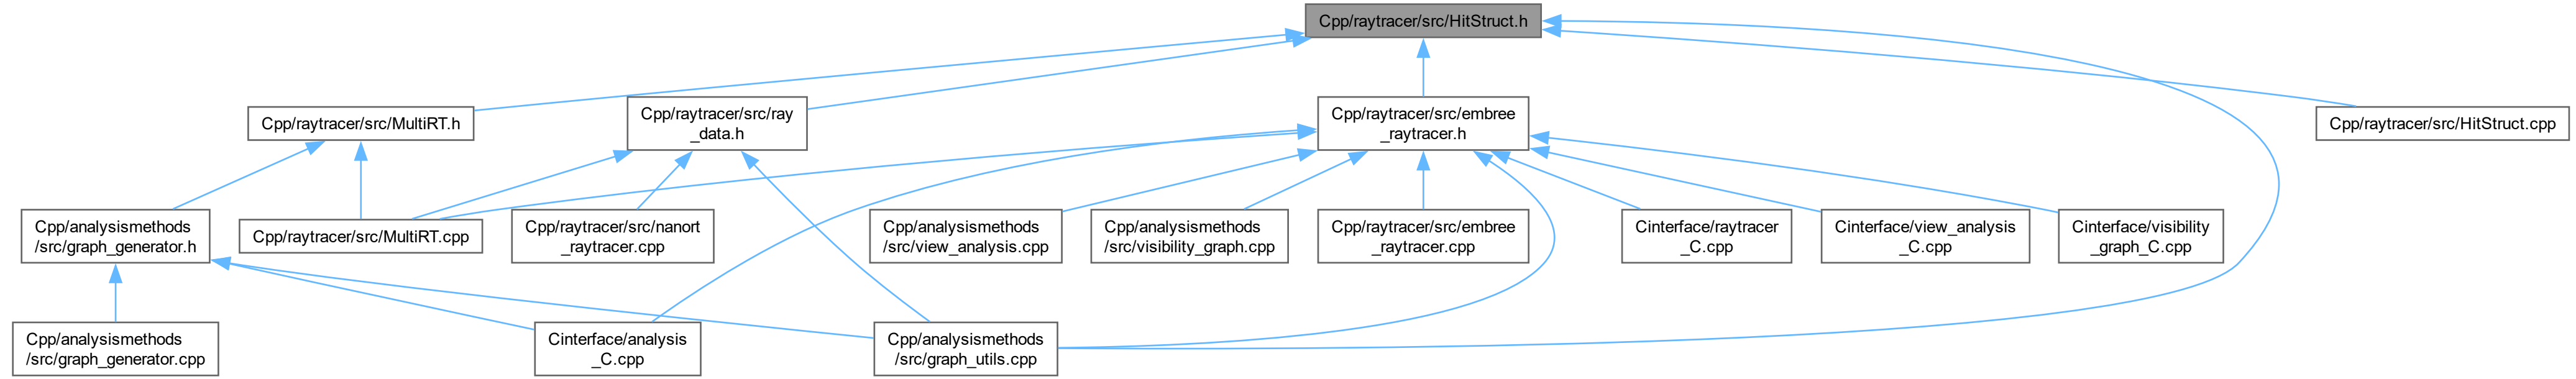 Cpp/raytracer/src/HitStruct.h
Cpp/raytracer/src/MultiRT.h
Cpp/raytracer/src/ray
_data.h
Cpp/raytracer/src/embree
_raytracer.h
Cpp/raytracer/src/HitStruct.cpp
Cpp/analysismethods
/src/graph_generator.h
Cpp/raytracer/src/MultiRT.cpp
Cpp/raytracer/src/nanort
_raytracer.cpp
Cpp/analysismethods
/src/view_analysis.cpp
Cpp/analysismethods
/src/visibility_graph.cpp
Cpp/raytracer/src/embree
_raytracer.cpp
Cinterface/raytracer
_C.cpp
Cinterface/view_analysis
_C.cpp
Cinterface/visibility
_graph_C.cpp
Cpp/analysismethods
/src/graph_generator.cpp
Cinterface/analysis
_C.cpp
Cpp/analysismethods
/src/graph_utils.cpp